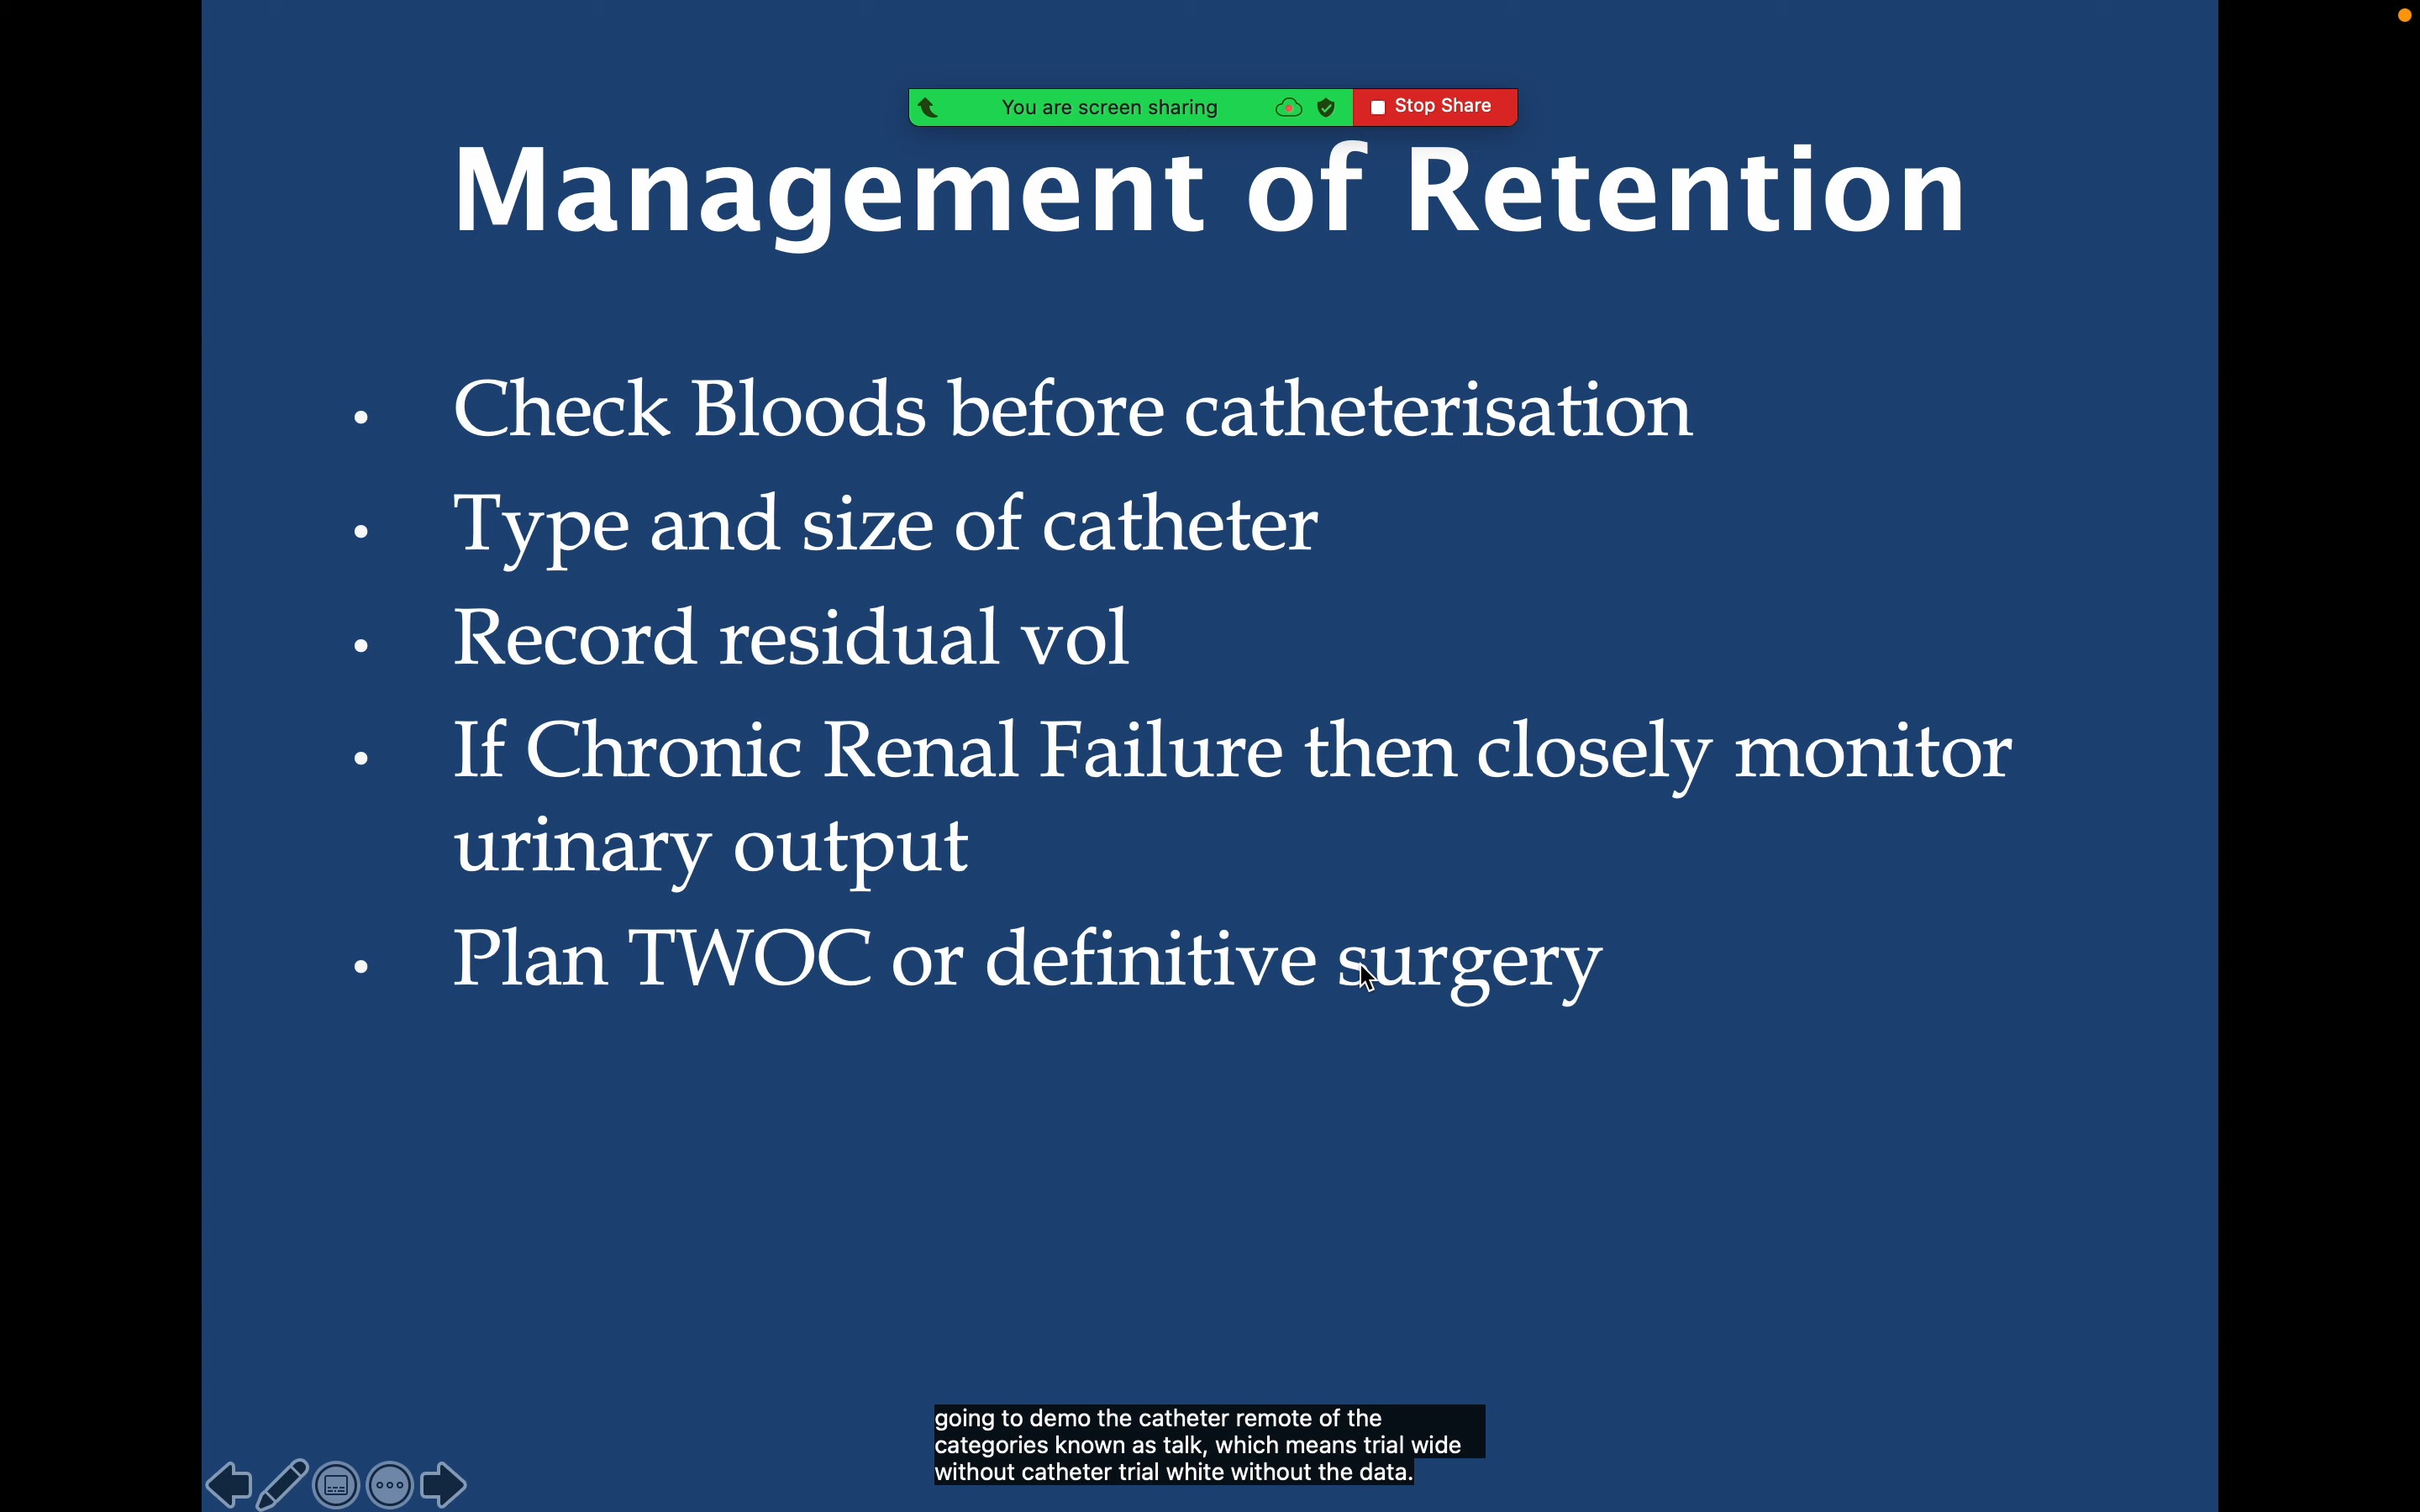 You are screen sharing
Stop Share
Management of Retention
• Check Bloods before catheterisation
• Type and size of catheter
• Record residual vol
• If Chronic Renal Failure then closely monitor
urinary output
• Plan TWOC or definitive surgery
going to demo the catheter remote of the
categories known as talk, which means trial wide
without catheter trial white without the data.